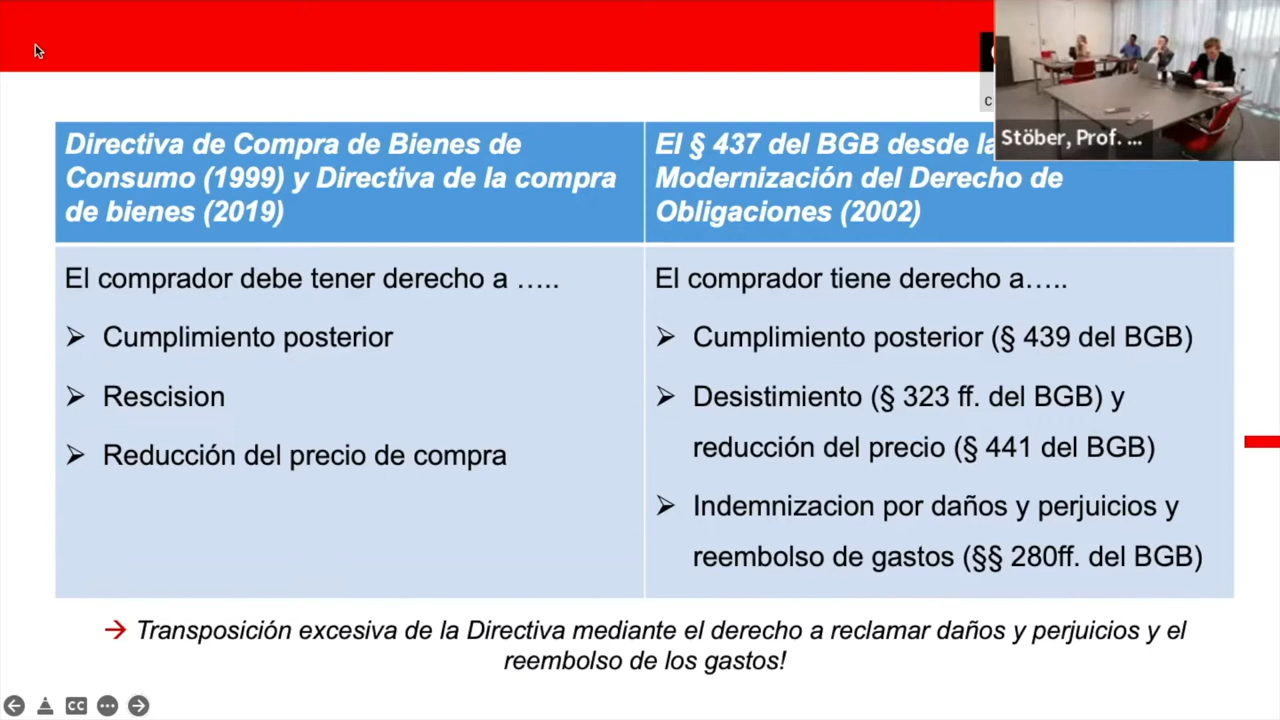 Directiva de Compra de Bienes de
Consumo (1999) y Directiva de la compra
de bienes (2019)
El § 437 del BGB desde
Modernización del Derecho de
Obligaciones (2002)
El comprador debe tener derecho a …..
Cumplimiento posterior
Rescision
Reducción del precio de compra
El comprador tiene derecho a…..
Cumplimiento posterior (§ 439 del BGB)
Desistimiento (§ 323 ff. del BGB) y
reducción del precio (§ 441 del BGB)
Indemnizacion por daños y perjuicios y
reembolso de gastos (§§ 280ff. del BGB)
→ Transposición excesiva de la Directiva mediante el derecho a reclamar daños y perjuicios y el
reembolso de los gastos!
Stöber, Prof. ...
CC